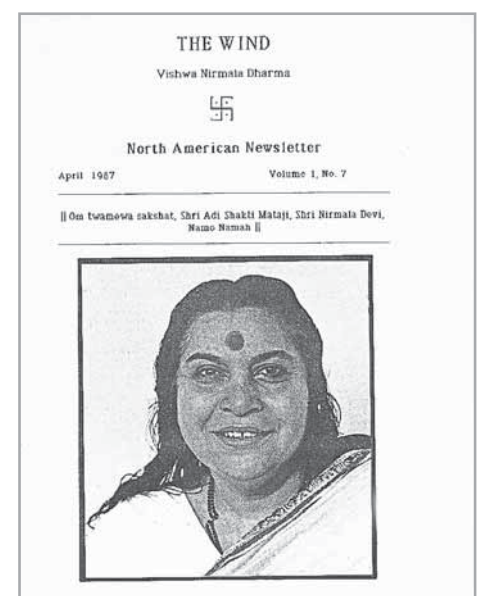 THE WIND
Vishwa Nirmala Dharma
North American Newsletter
April 1987 Volume 1, No. 7
|| Om twamewa sakshat, Shri Adi Shakti Mataji, Shri Nirmala Devi,
Namo Namah ||